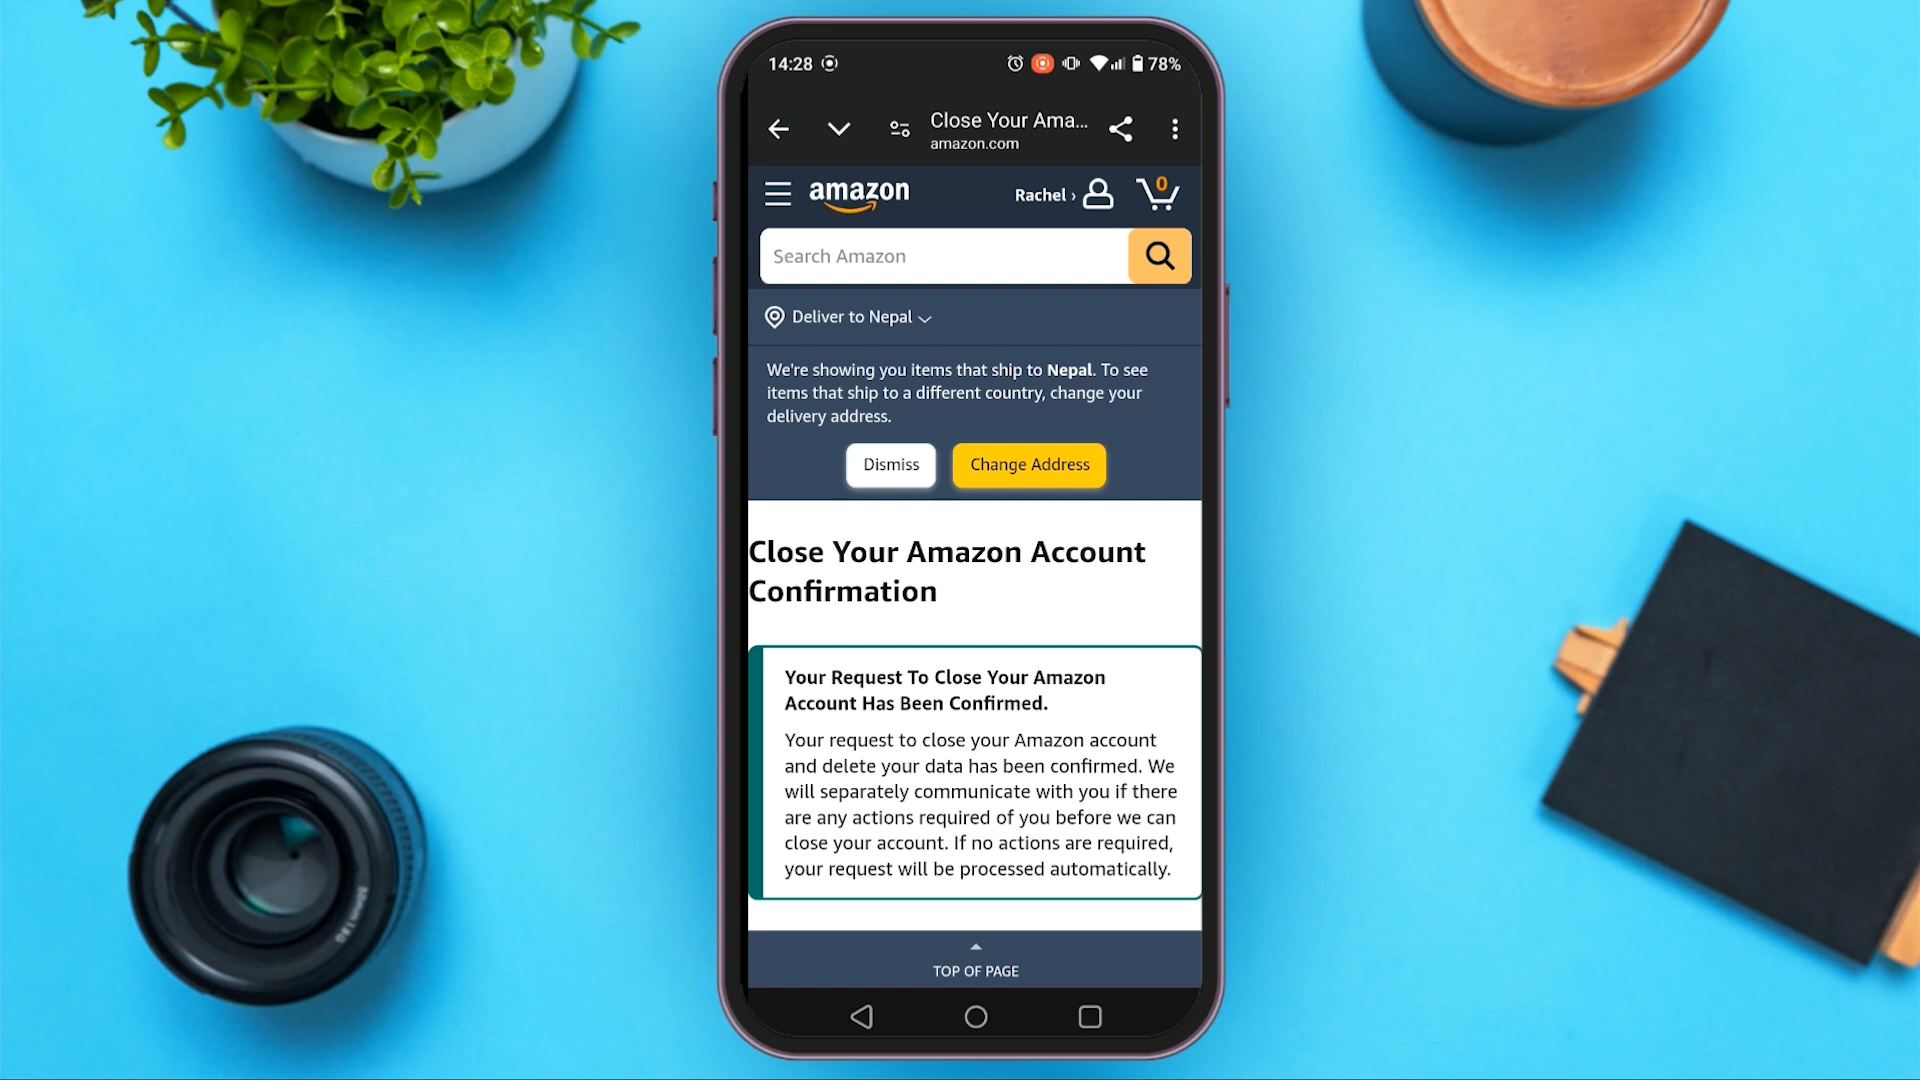 14:28 78%
Close Your Ama...
amazon.com
amazon Rachel › 0
Search Amazon
Deliver to Nepal
We're showing you items that ship to Nepal. To see
items that ship to a different country, change your
delivery address.
Dismiss Change Address
Close Your Amazon Account
Confirmation
Your Request To Close Your Amazon
Account Has Been Confirmed.
Your request to close your Amazon account
and delete your data has been confirmed. We
will separately communicate with you if there
are any actions required of you before we can
close your account. If no actions are required,
your request will be processed automatically.
TOP OF PAGE